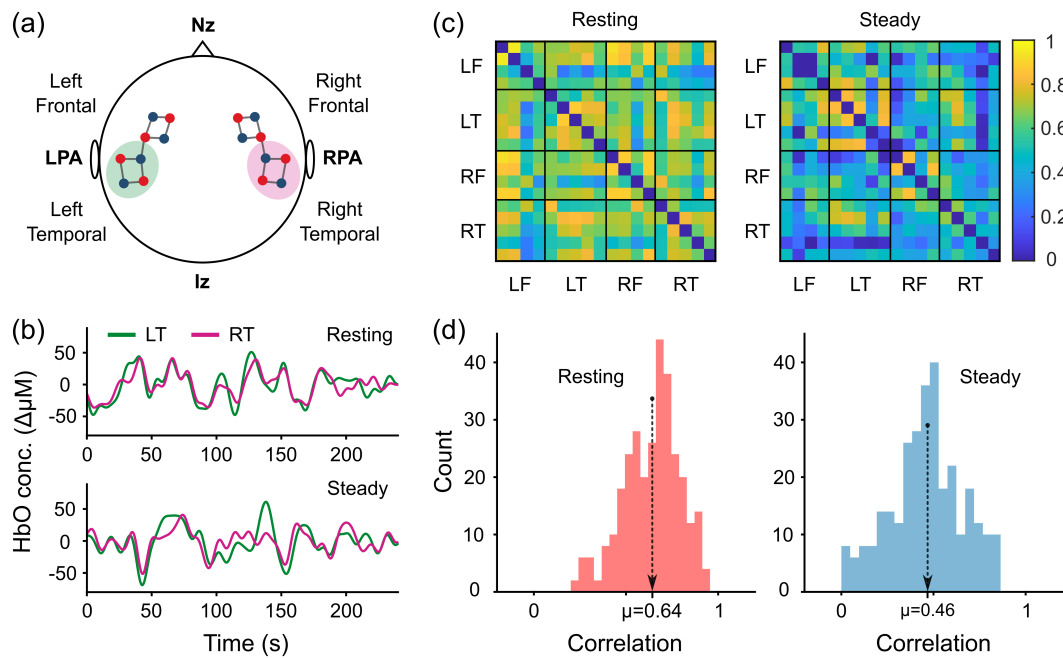 (a)
Nz
Left
Frontal
Right
Frontal
LPA
RPA
Left
Temporal
Right
Temporal
Iz
(b)
LT
RT
Resting
50
0
-50
0
50
100
150
200
Steady
50
0
-50
0
50
100
150
200
HbO conc. (ΔμM)
Time (s)
(c)
Resting
Steady
LF
LT
RF
RT
LF
LT
RF
RT
LF
LT
RF
RT
LF
LT
RF
RT
1
0.8
0.6
0.4
0.2
0
(d)
Resting
40
30
20
10
0
Count
0
μ=0.64
1
Correlation
Steady
40
30
20
10
0
0
μ=0.46
1
Correlation